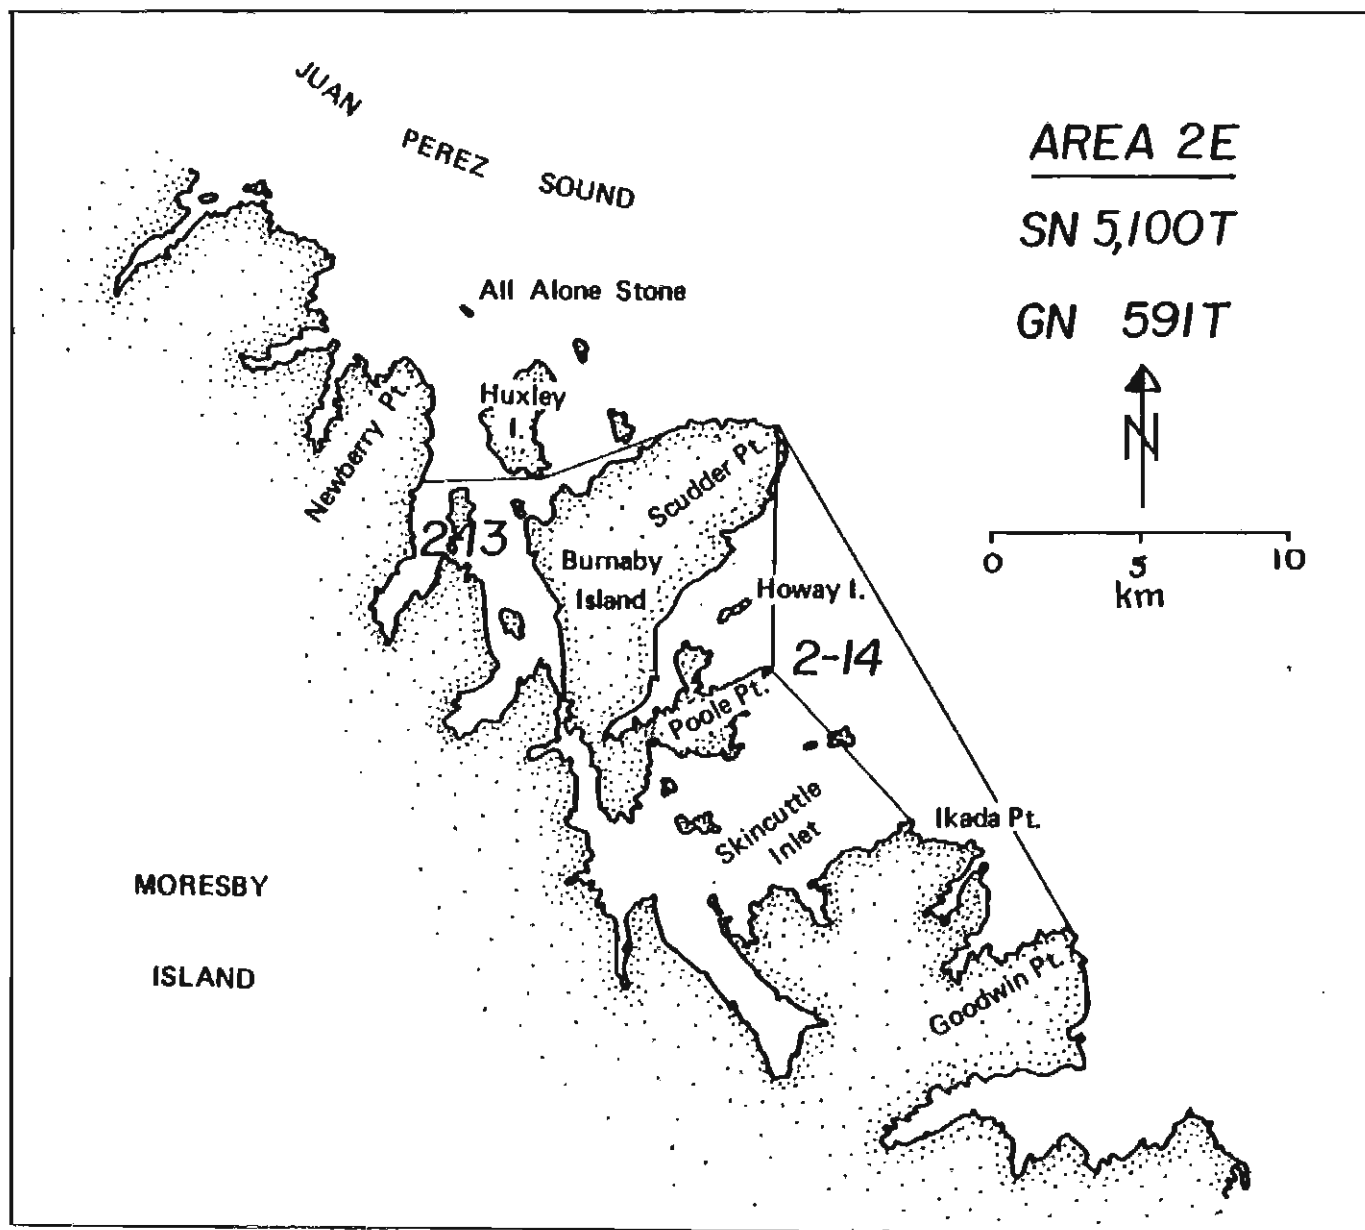 JUAN
PEREZ
SOUND
AREA 2E
SN 5,100T
GN 591T
N
0 5 10
km
All Alone Stone
Huxley
I.
Newberry Pt.
Scudder Pt.
2-13
Burnaby
Island
Howay I.
2-14
Poole Pt.
Skincuttle
Inlet
Ikada Pt.
MORESBY
ISLAND
Goodwin Pt.